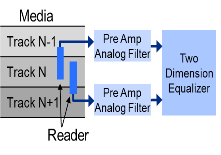 Media
Track N-1
Track N
Track N+1
Reader
Pre Amp
Analog Filter
Pre Amp
Analog Filter
Two
Dimension
Equalizer